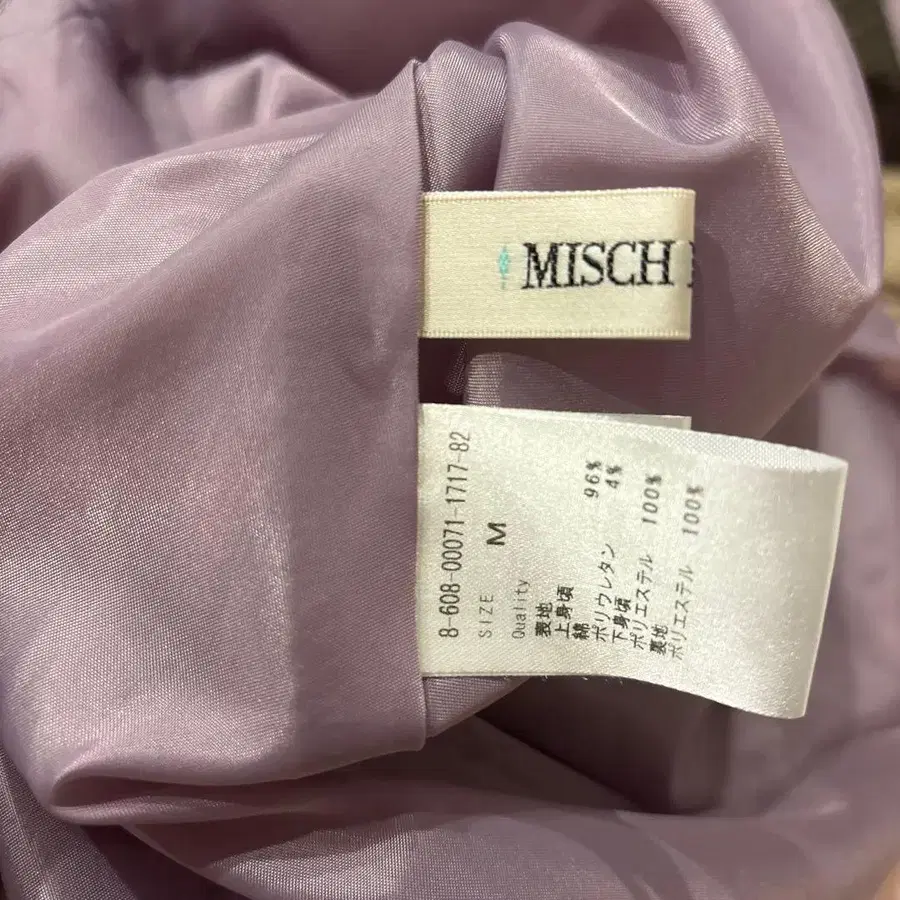 MISCH
8-608-00071-1717-82
SIZE M
Quality
表地
上身頃
綿 96%
ポリウレタン 4%
下身頃
ポリエステル 100%
裏地
ポリエステル 100%